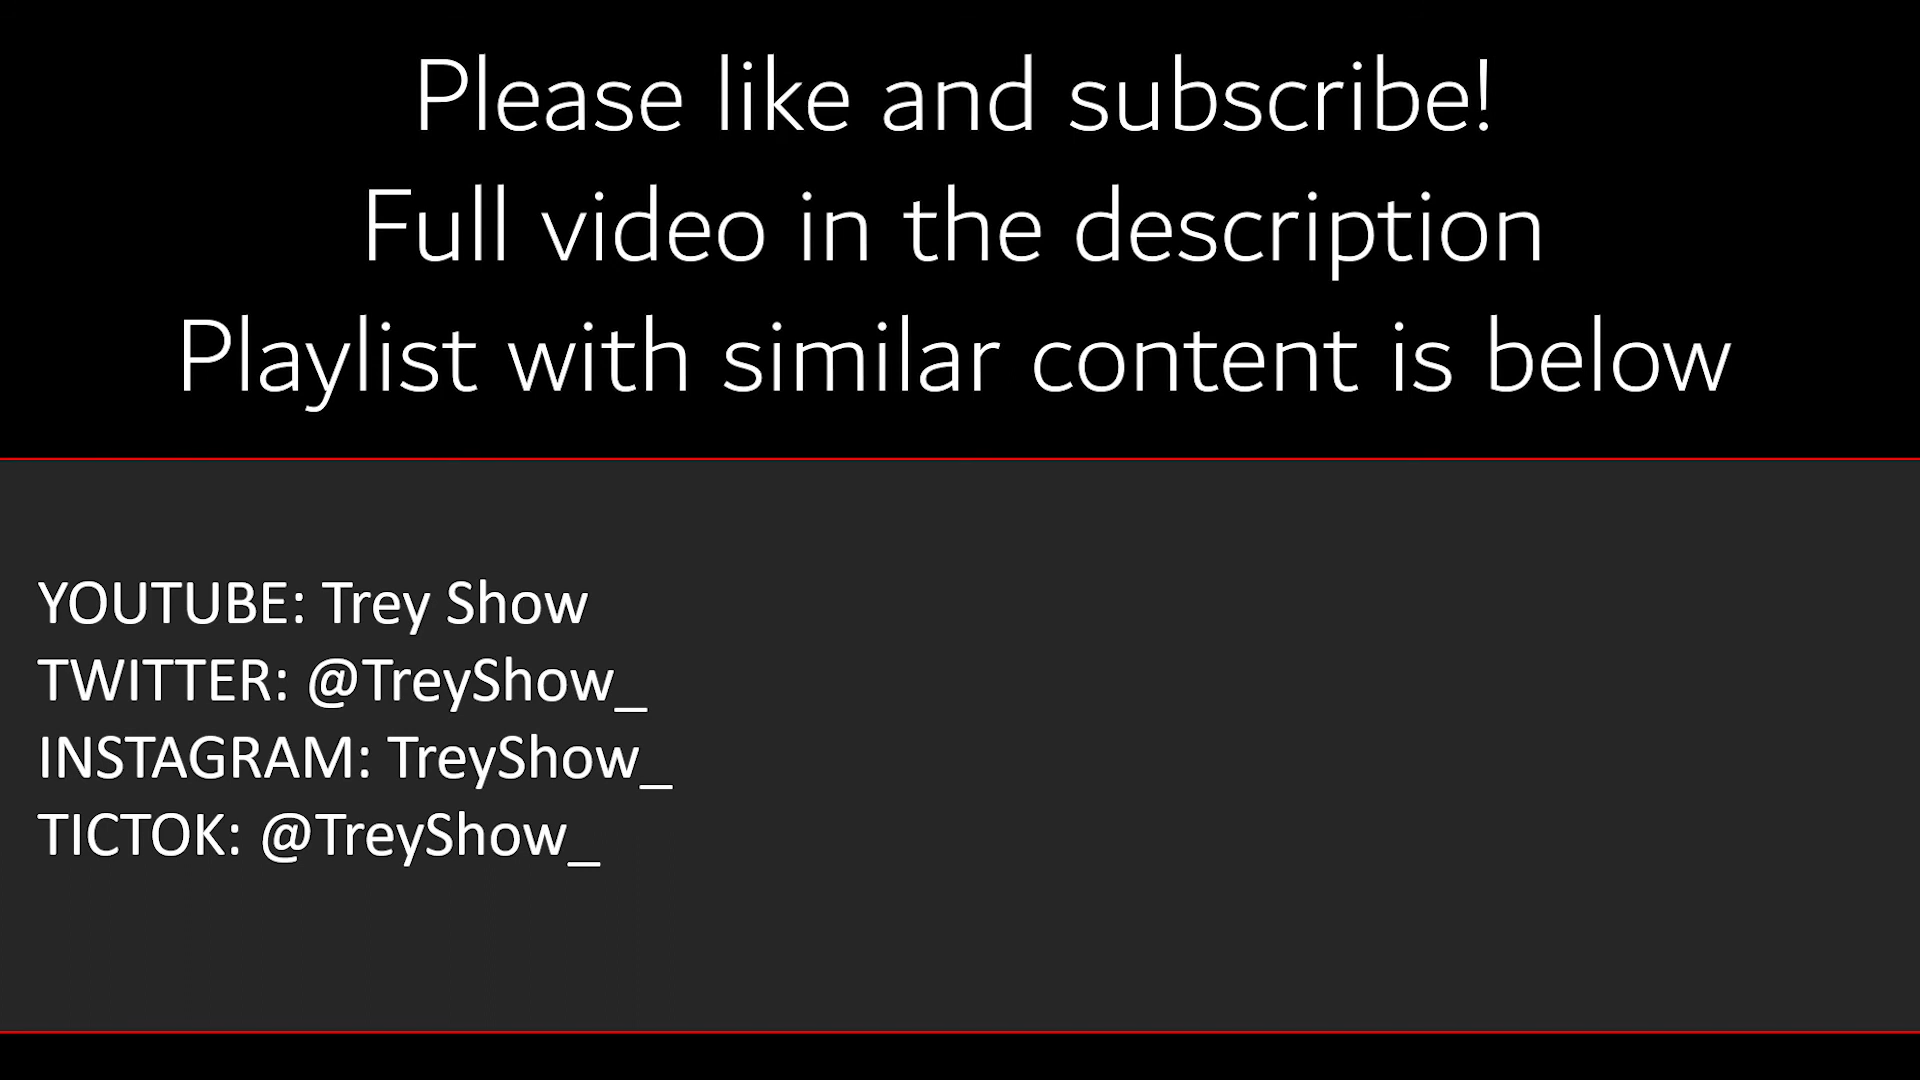 Please like and subscribe!
Full video in the description
Playlist with similar content is below
YOUTUBE: Trey Show
TWITTER: @TreyShow_
INSTAGRAM: TreyShow_
TICTOK: @TreyShow_